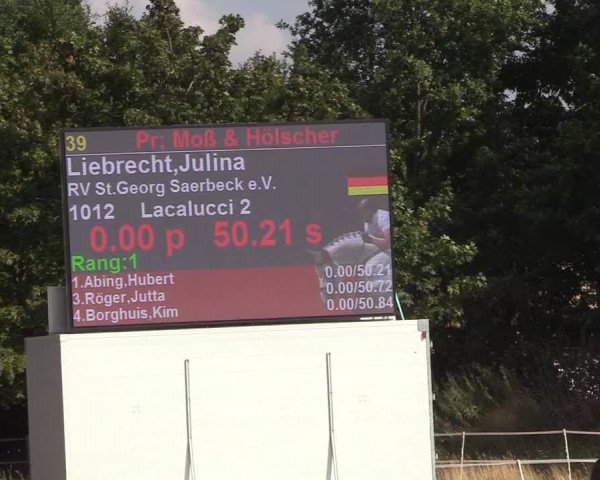 39 Pr: Moß & Hölscher
Liebrecht,Julina
RV St.Georg Saerbeck e.V.
1012 Lacalucci 2
0.00 p 50.21 s
Rang:1
1.Abing,Hubert 0.00/50.21
3.Röger,Jutta 0.00/50.72
4.Borghuis,Kim 0.00/50.84